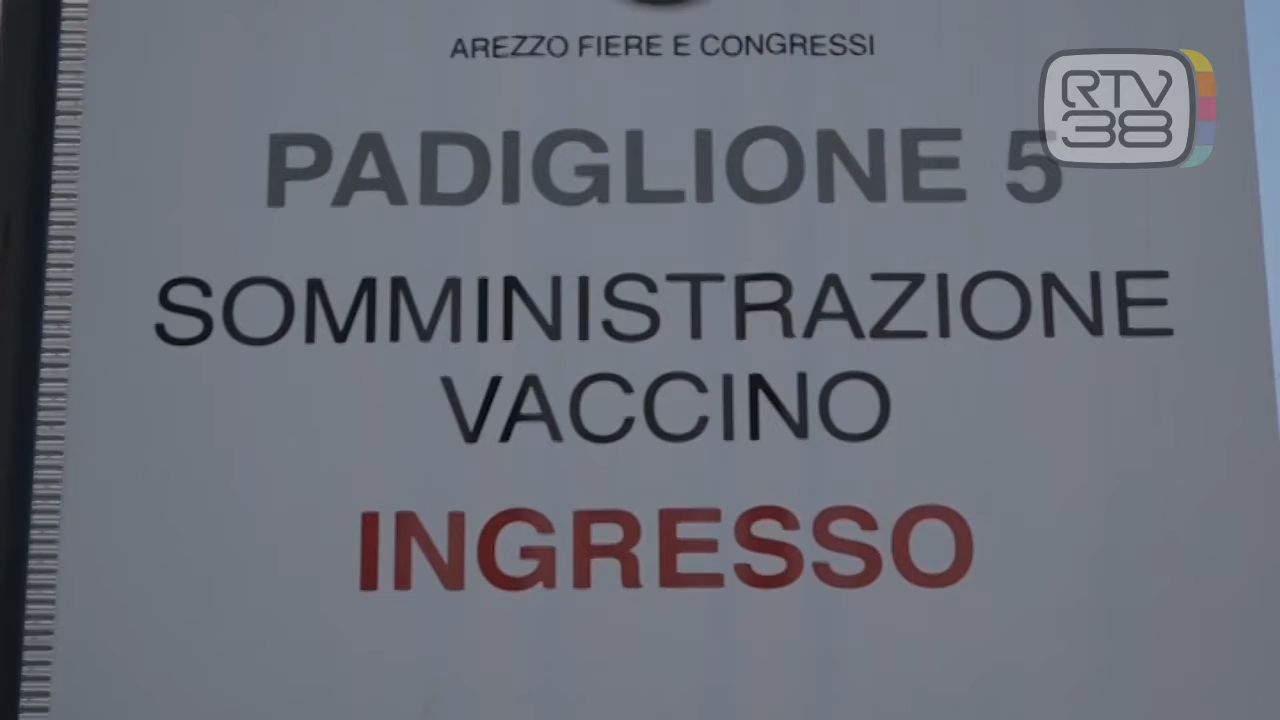 AREZZO FIERE E CONGRESSI
RTV
38
PADIGLIONE 5
SOMMINISTRAZIONE
VACCINO
INGRESSO